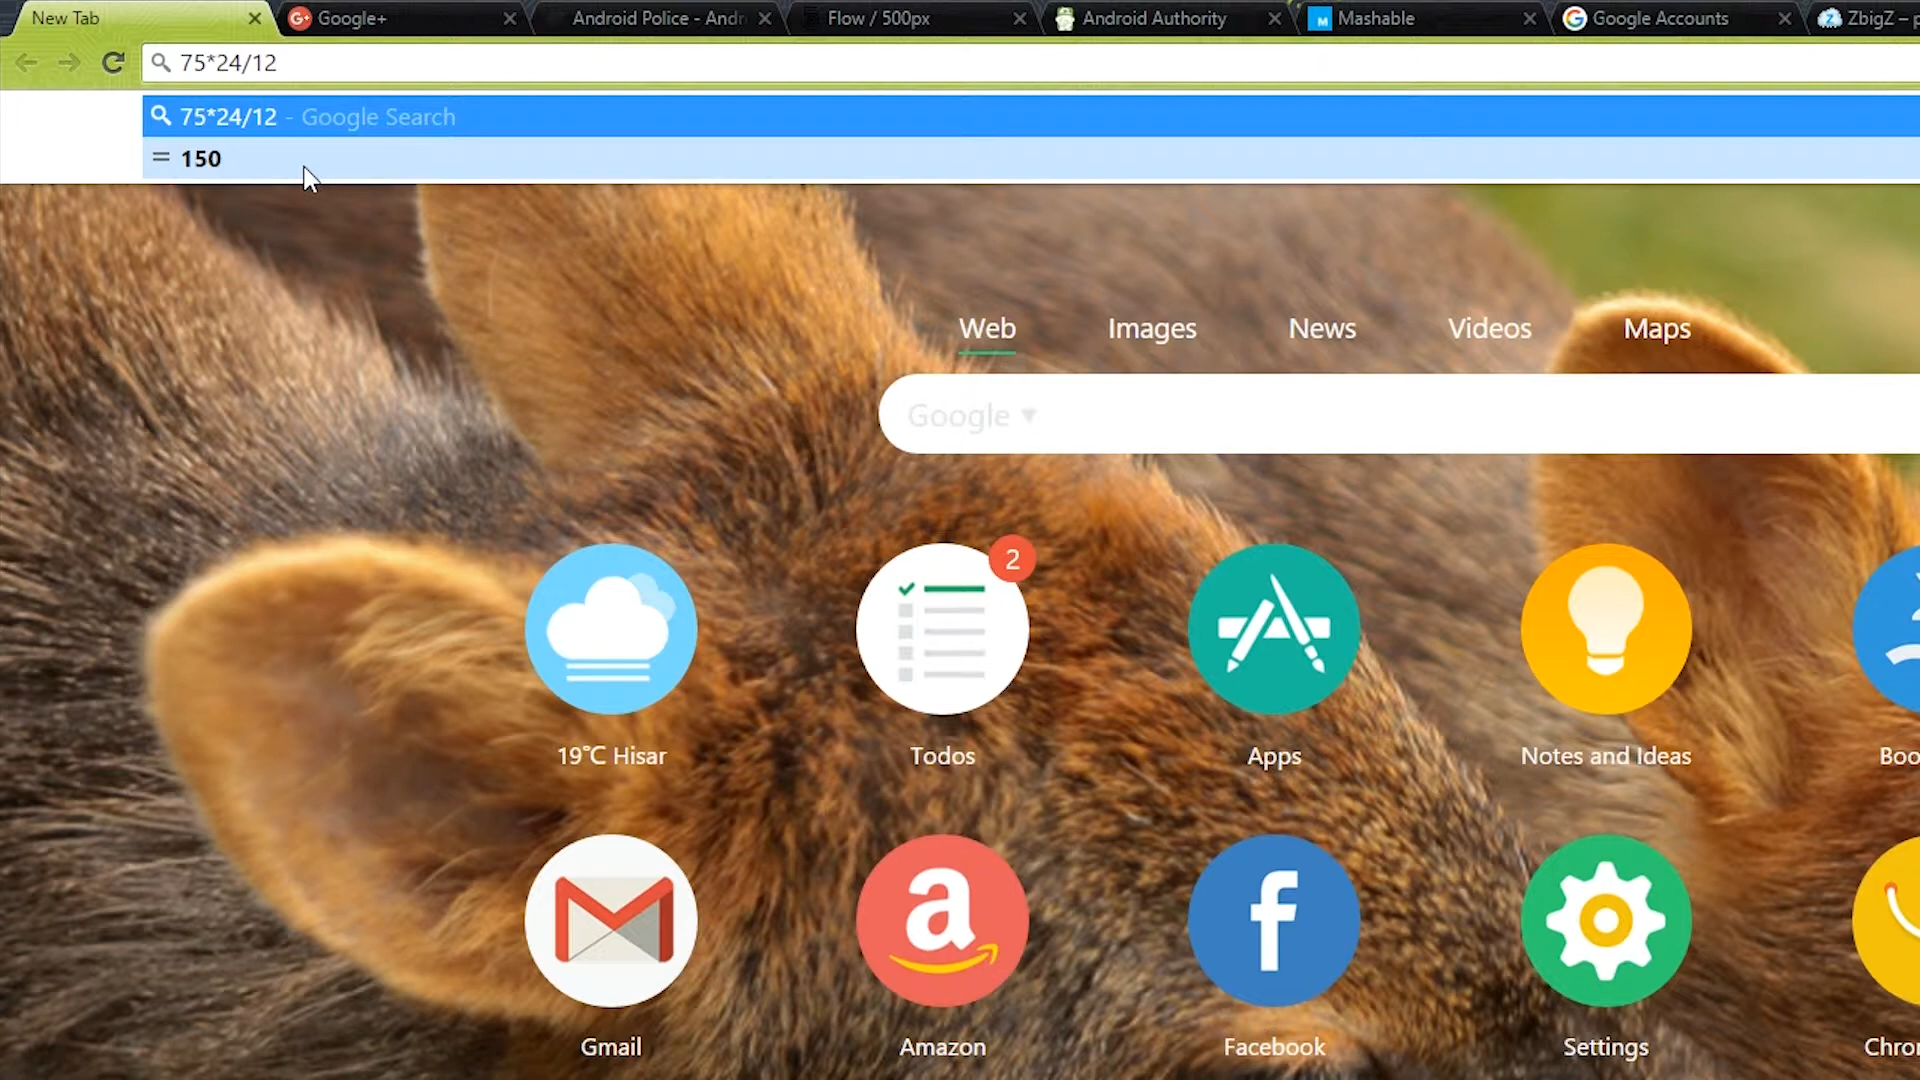 New Tab
Google+
Android Police - Andr
Flow / 500px
Android Authority
Mashable
Google Accounts
ZbigZ – p
75*24/12
75*24/12 - Google Search
= 150
Web
Images
News
Videos
Maps
Google
2
19℃ Hisar
Todos
Apps
Notes and Ideas
Boo
Gmail
Amazon
Facebook
Settings
Chro